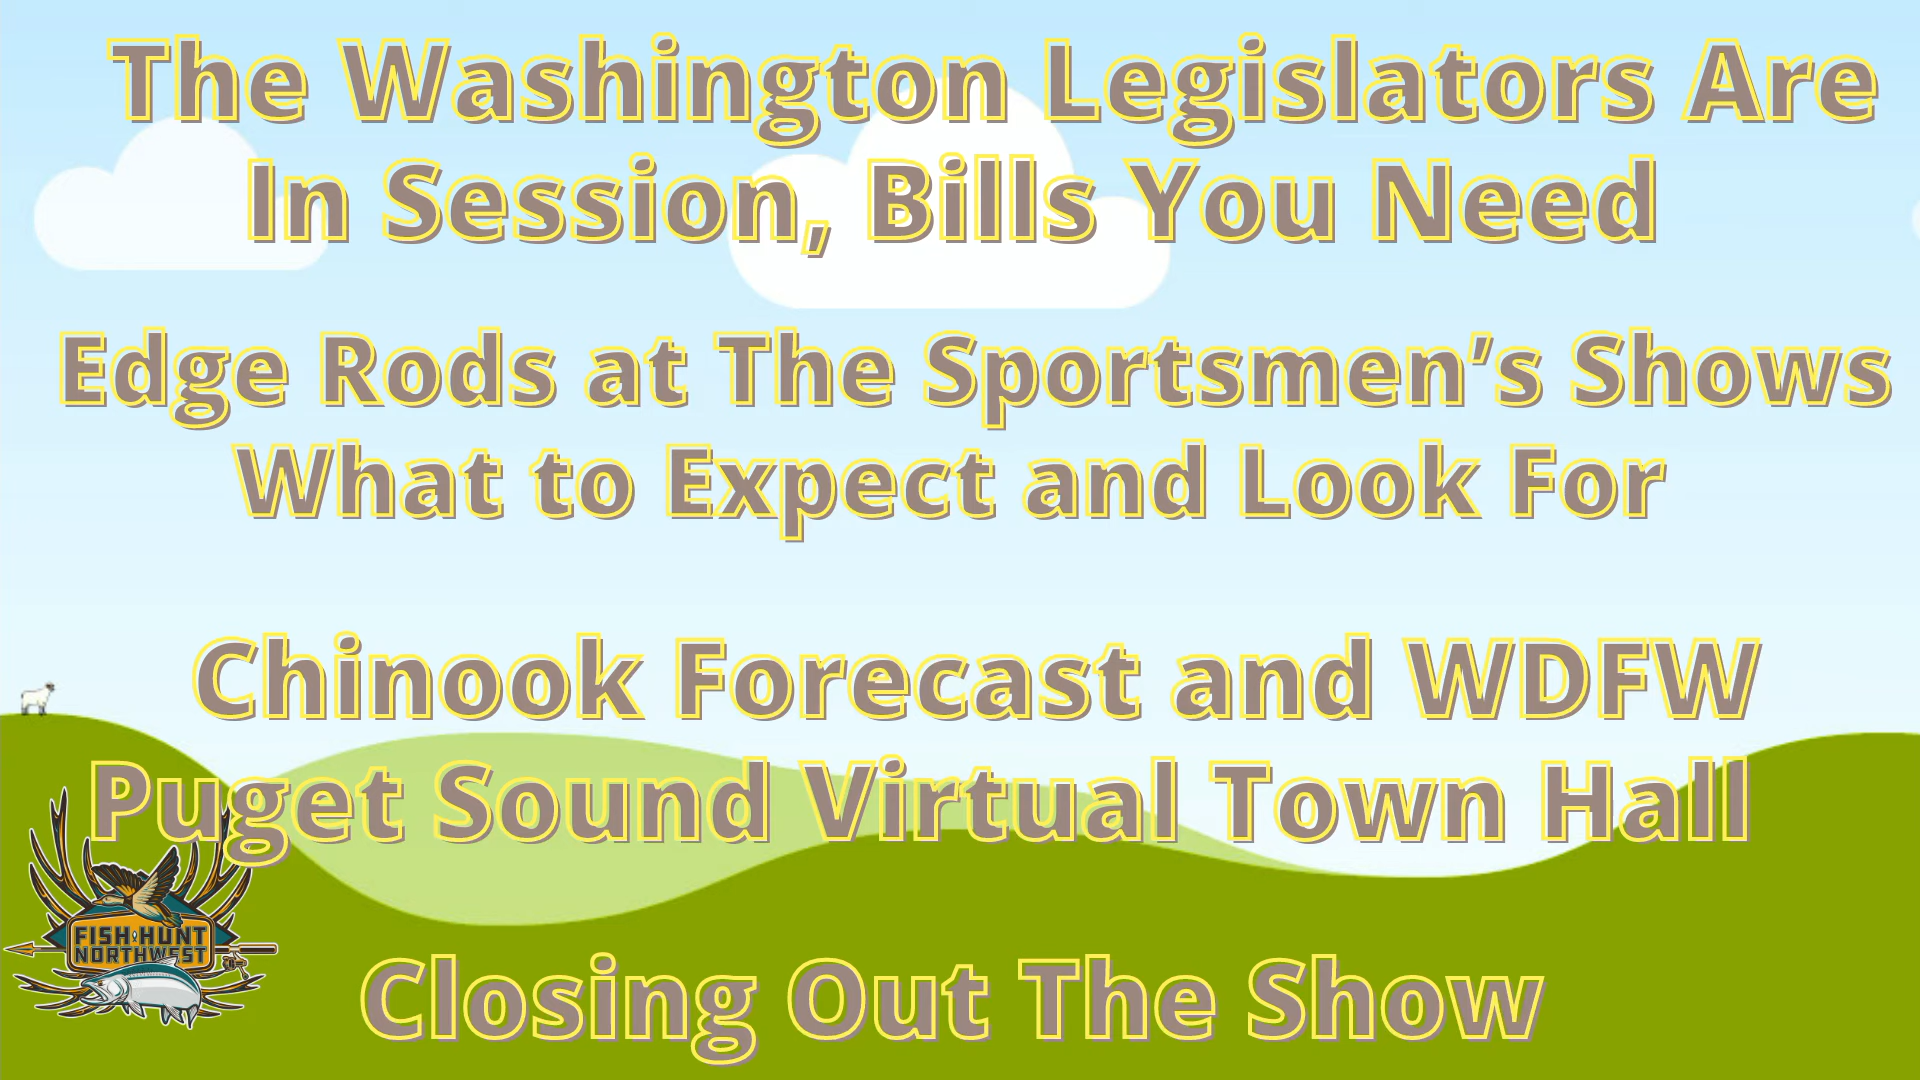 The Washington Legislators Are
In Session, Bills You Need
Edge Rods at The Sportsmen’s Shows
What to Expect and Look For
Chinook Forecast and WDFW
Puget Sound Virtual Town Hall
FISH HUNT
NORTHWEST
Closing Out The Show